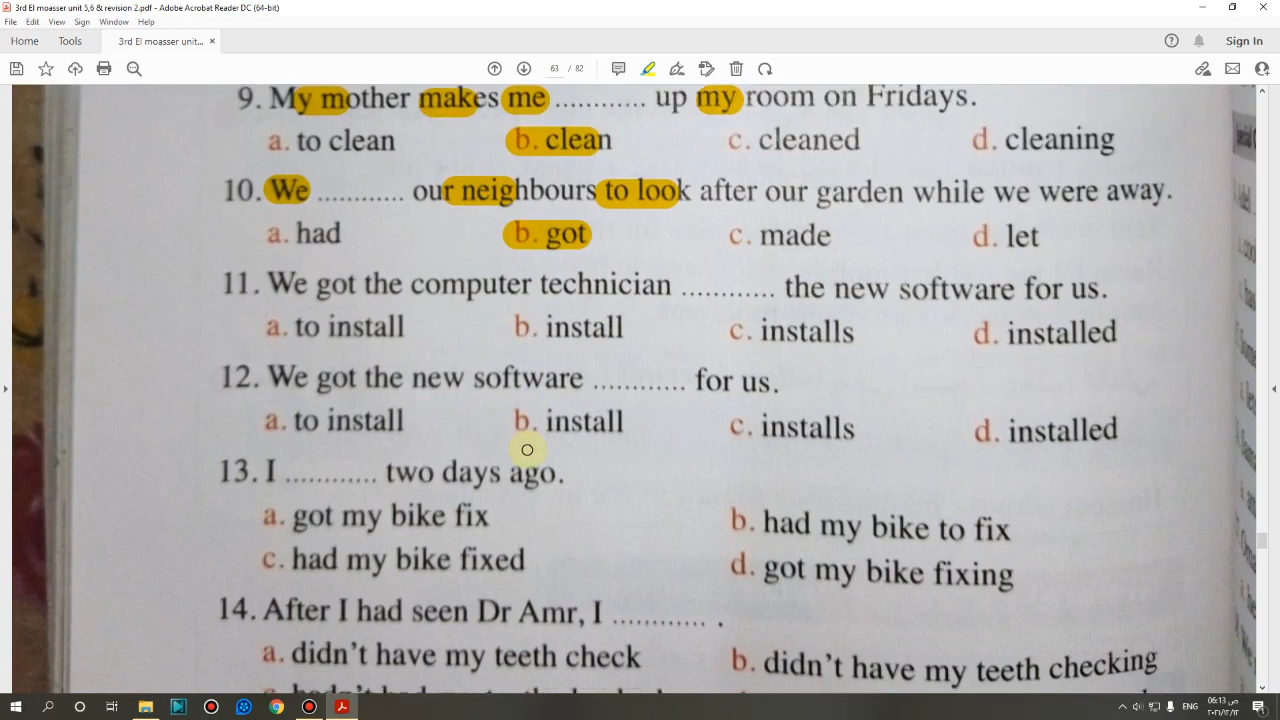 3rd El moasser unit 5,6 & revision 2.pdf - Adobe Acrobat Reader DC (64-bit)
File Edit View Sign Window Help
Home Tools 3rd El moasser unit... × Sign In
63 / 82
9. My mother makes me ............ up my room on Fridays.
a. to clean b. clean c. cleaned d. cleaning
10. We ............ our neighbours to look after our garden while we were away.
a. had b. got c. made d. let
11. We got the computer technician ............ the new software for us.
a. to install b. install c. installs d. installed
12. We got the new software ............ for us.
a. to install b. install c. installs d. installed
13. I ............ two days ago.
a. got my bike fix b. had my bike to fix
c. had my bike fixed d. got my bike fixing
14. After I had seen Dr Amr, I ............ .
a. didn't have my teeth check b. didn't have my teeth checking
ENG 06:13 ص
٢٠٢١/١٢/١٢